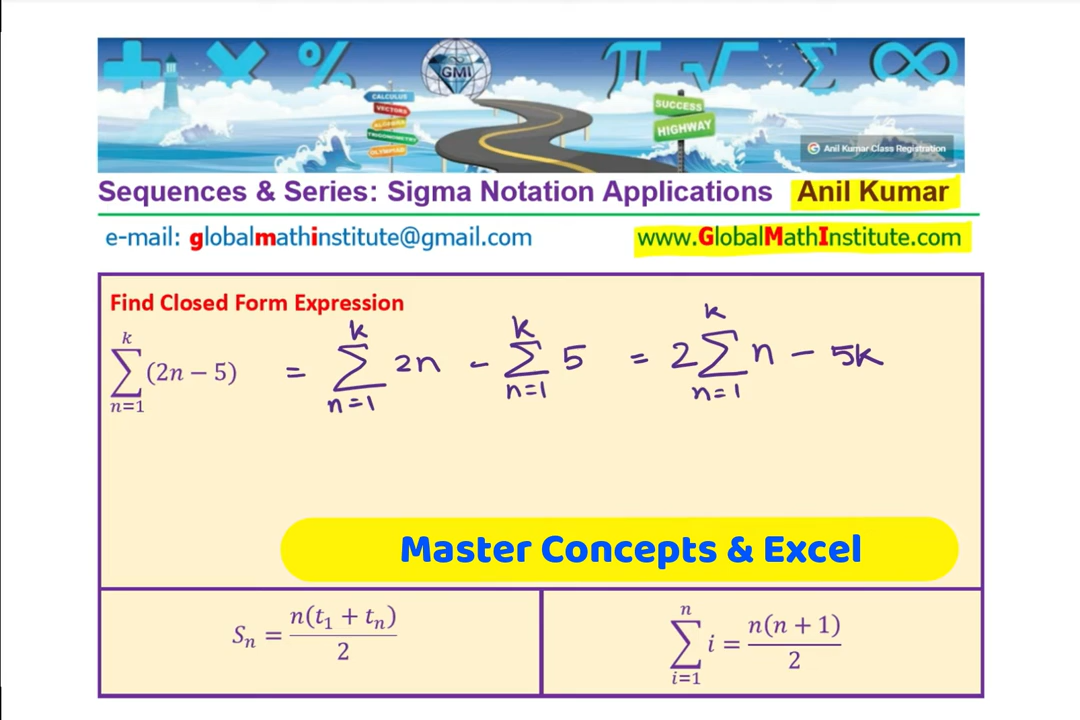 GMI
CALCULUS
VECTORS
ALGEBRA
TRIGONOMETRY
OLYMPIAD
SUCCESS
HIGHWAY
+ × % π √ Σ ∞
Anil Kumar Class Registration
Sequences & Series: Sigma Notation Applications Anil Kumar
e-mail: globalmathinstitute@gmail.com www.GlobalMathInstitute.com
Find Closed Form Expression
∑_{n=1}^{k} (2n − 5) = ∑_{n=1}^{k} 2n − ∑_{n=1}^{k} 5 = 2∑_{n=1}^{k} n − 5k
Master Concepts & Excel
S_n = n(t_1 + t_n)/2
∑_{i=1}^{n} i = n(n + 1)/2